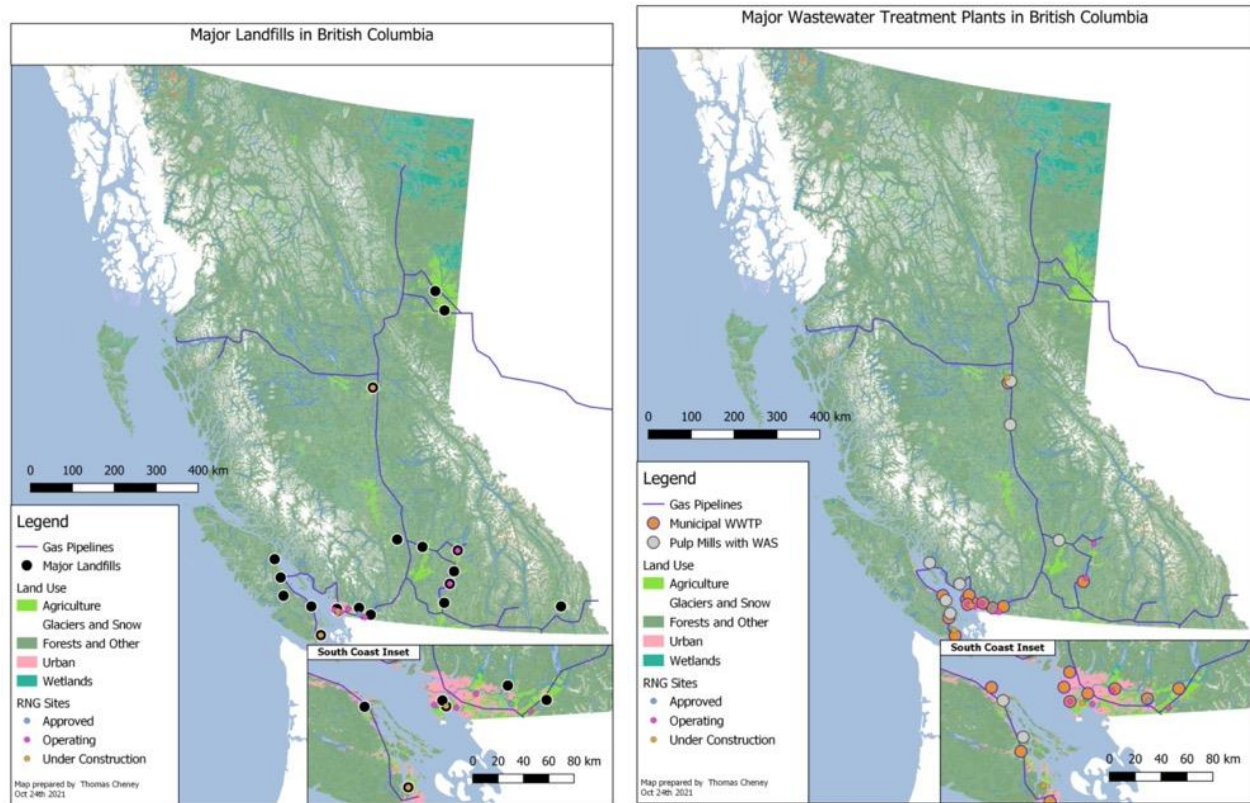 Major Landfills in British Columbia
0 100 200 300 400 km
Legend
Gas Pipelines
Major Landfills
Land Use
Agriculture
Glaciers and Snow
Forests and Other
Urban
Wetlands
RNG Sites
Approved
Operating
Under Construction
Map prepared by Thomas Cheney
Oct 24th 2021
South Coast Inset
0 20 40 60 80 km
Major Wastewater Treatment Plants in British Columbia
0 100 200 300 400 km
Legend
Gas Pipelines
Municipal WWTP
Pulp Mills with WAS
Land Use
Agriculture
Glaciers and Snow
Forests and Other
Urban
Wetlands
RNG Sites
Approved
Operating
Under Construction
Map prepared by Thomas Cheney
Oct 24th 2021
South Coast Inset
0 20 40 60 80 km